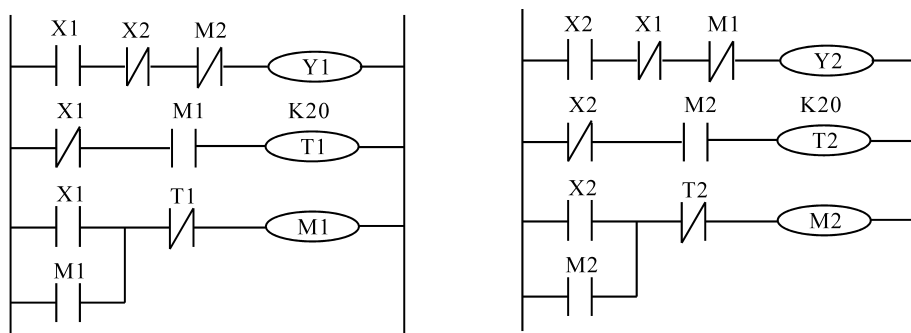 X1 X2 M2 Y1
X1 M1 K20 T1
X1 T1 M1
M1
X2 X1 M1 Y2
X2 M2 K20 T2
X2 T2 M2
M2